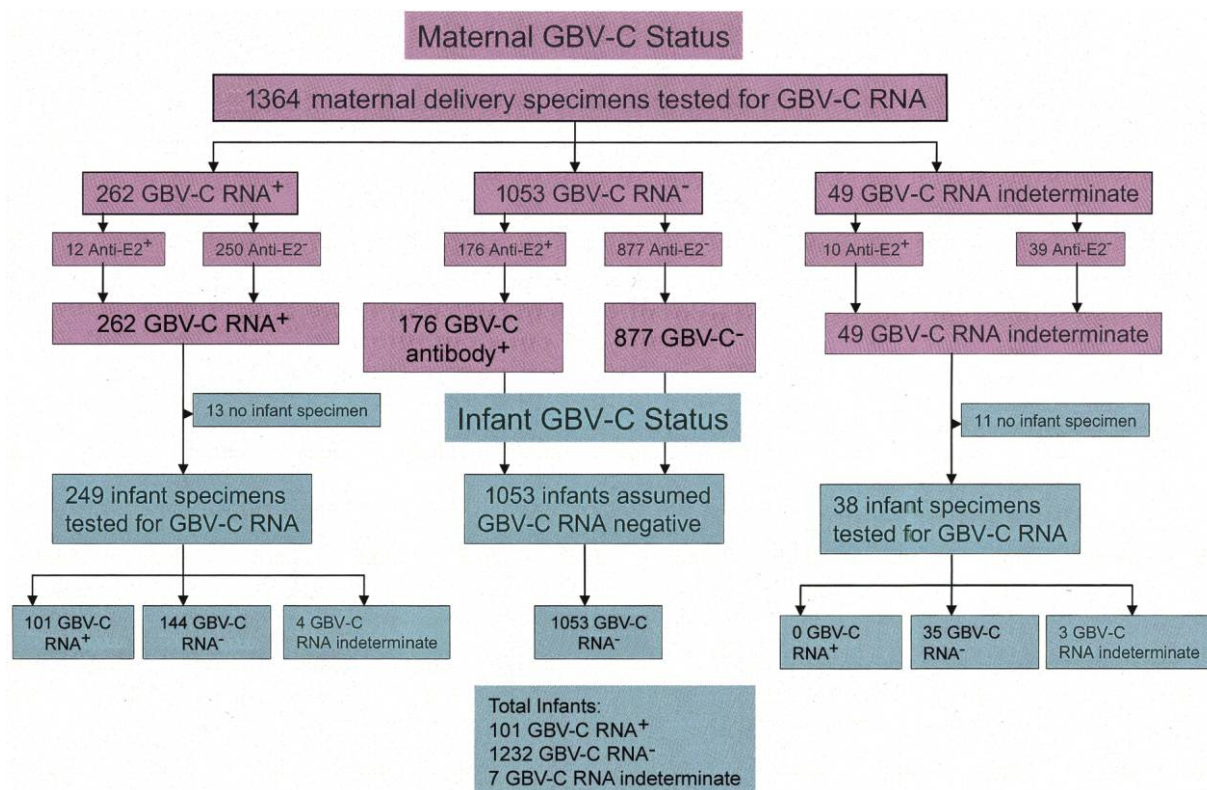 Maternal GBV-C Status
1364 maternal delivery specimens tested for GBV-C RNA
262 GBV-C RNA⁺
1053 GBV-C RNA⁻
49 GBV-C RNA indeterminate
12 Anti-E2⁺
250 Anti-E2⁻
176 Anti-E2⁺
877 Anti-E2⁻
10 Anti-E2⁺
39 Anti-E2⁻
262 GBV-C RNA⁺
176 GBV-C
antibody⁺
877 GBV-C⁻
49 GBV-C RNA indeterminate
13 no infant specimen
Infant GBV-C Status
11 no infant specimen
249 infant specimens
tested for GBV-C RNA
1053 infants assumed
GBV-C RNA negative
38 infant specimens
tested for GBV-C RNA
101 GBV-C
RNA⁺
144 GBV-C
RNA⁻
4 GBV-C
RNA indeterminate
1053 GBV-C
RNA⁻
0 GBV-C
RNA⁺
35 GBV-C
RNA⁻
3 GBV-C
RNA indeterminate
Total Infants:
101 GBV-C RNA⁺
1232 GBV-C RNA⁻
7 GBV-C RNA indeterminate